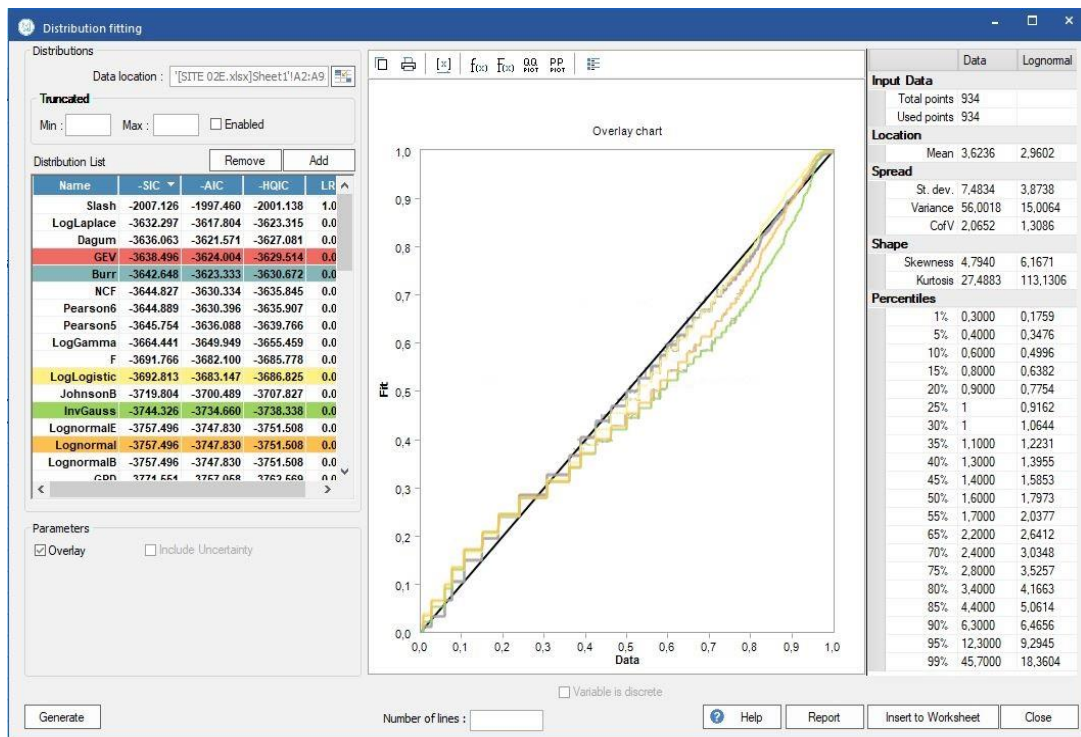 Distribution fitting
Distributions
Data location : '[SITE 02E.xlsx]Sheet1'!A2:A9
Truncated
Min : Max : Enabled
Distribution List Remove Add
Name -SIC -AIC -HQIC LR
Slash -2007.126 -1997.460 -2001.138 1.0
LogLaplace -3632.297 -3617.804 -3623.315 0.0
Dagum -3636.063 -3621.571 -3627.081 0.0
GEV -3638.496 -3624.004 -3629.514 0.0
Burr -3642.648 -3623.333 -3630.672 0.0
NCF -3644.827 -3630.334 -3635.845 0.0
Pearson6 -3644.889 -3630.396 -3635.907 0.0
Pearson5 -3645.754 -3636.088 -3639.766 0.0
LogGamma -3664.441 -3649.949 -3655.459 0.0
F -3691.766 -3682.100 -3685.778 0.0
LogLogistic -3692.813 -3683.147 -3686.825 0.0
JohnsonB -3719.804 -3700.489 -3707.827 0.0
InvGauss -3744.326 -3734.660 -3738.338 0.0
LognormalE -3757.496 -3747.830 -3751.508 0.0
Lognormal -3757.496 -3747.830 -3751.508 0.0
LognormalB -3757.496 -3747.830 -3751.508 0.0
GPD -3771.551 -3757.058 -3762.569 0.0
Parameters
Overlay Include Uncertainty
Generate
[x] f(x) F(x) QQ PLOT PP PLOT
Overlay chart
1,0
0,9
0,8
0,7
0,6
0,5
0,4
0,3
0,2
0,1
0,0
Fit
0,0 0,1 0,2 0,3 0,4 0,5 0,6 0,7 0,8 0,9 1,0
Data
Variable is discrete
Number of lines :
Data Lognormal
Input Data
Total points 934
Used points 934
Location
Mean 3,6236 2,9602
Spread
St. dev. 7,4834 3,8738
Variance 56,0018 15,0064
CofV 2,0652 1,3086
Shape
Skewness 4,7940 6,1671
Kurtosis 27,4883 113,1306
Percentiles
1% 0,3000 0,1759
5% 0,4000 0,3476
10% 0,6000 0,4996
15% 0,8000 0,6382
20% 0,9000 0,7754
25% 1 0,9162
30% 1 1,0644
35% 1,1000 1,2231
40% 1,3000 1,3955
45% 1,4000 1,5853
50% 1,6000 1,7973
55% 1,7000 2,0377
65% 2,2000 2,6412
70% 2,4000 3,0348
75% 2,8000 3,5257
80% 3,4000 4,1663
85% 4,4000 5,0614
90% 6,3000 6,4656
95% 12,3000 9,2945
99% 45,7000 18,3604
? Help Report Insert to Worksheet Close